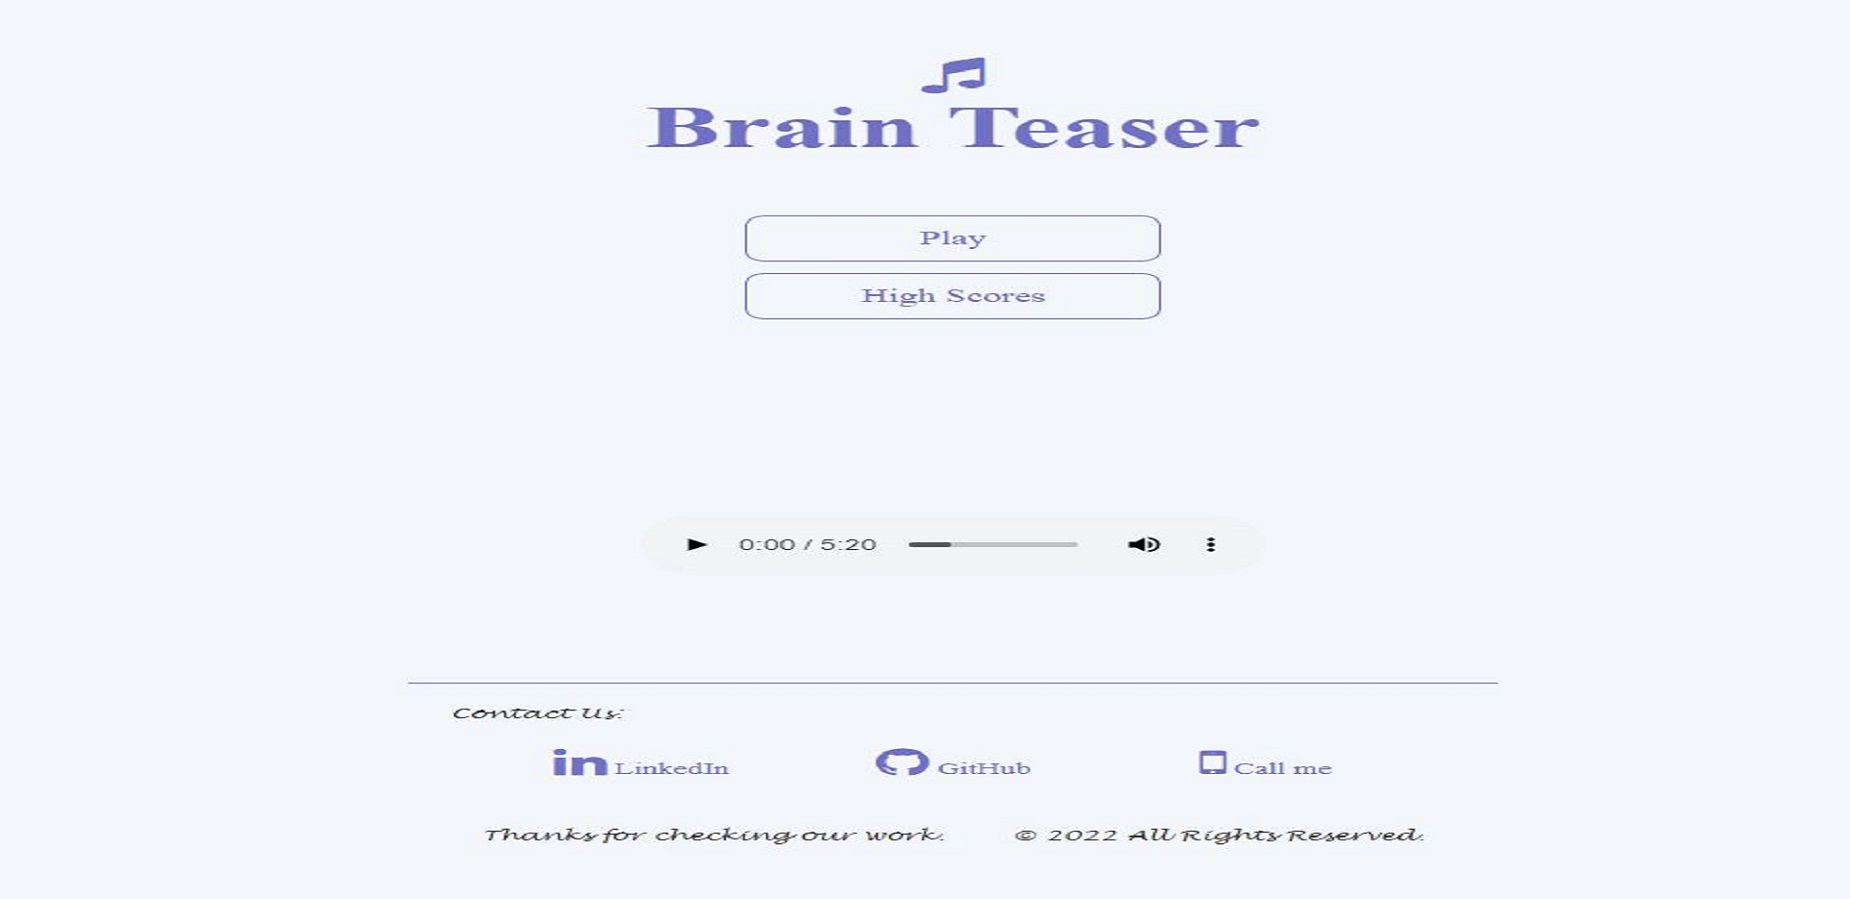 Brain Teaser
Play
High Scores
0:00 / 5:20
Contact Us:
in LinkedIn GitHub Call me
Thanks for checking our work. © 2022 All Rights Reserved.